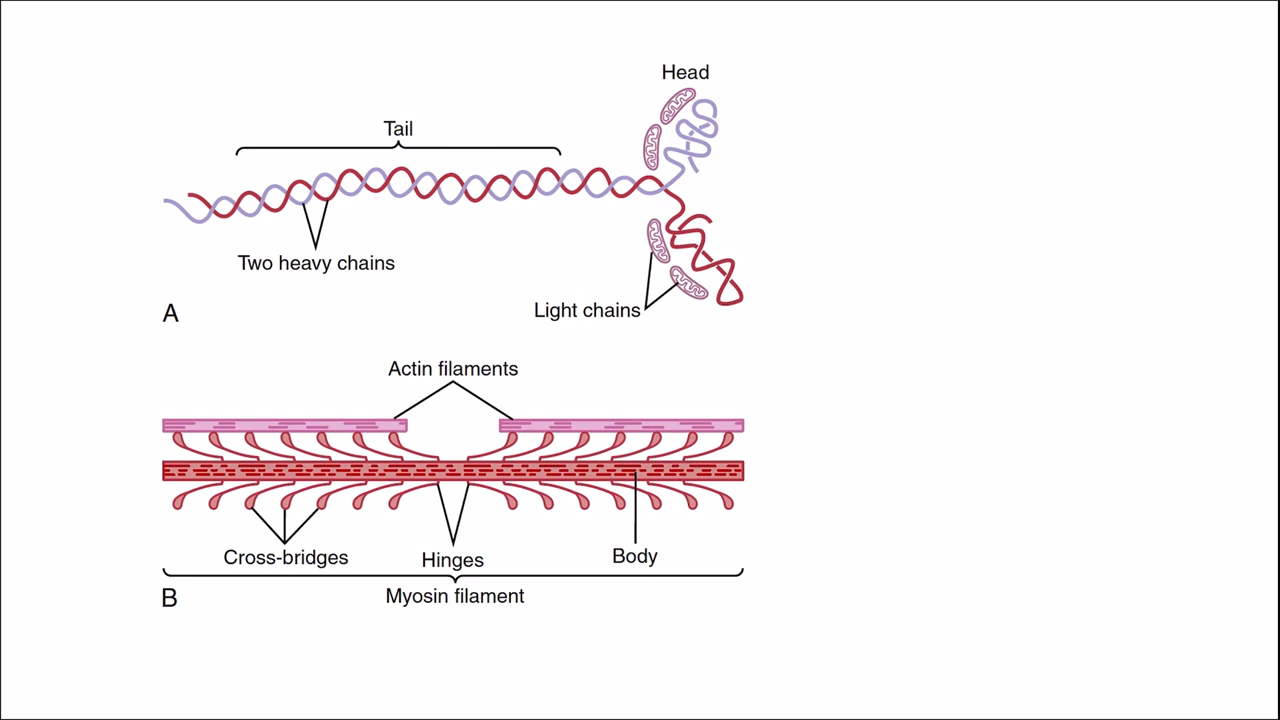 Head
Tail
Two heavy chains
Light chains
A
Actin filaments
Cross-bridges
Hinges
Body
B
Myosin filament